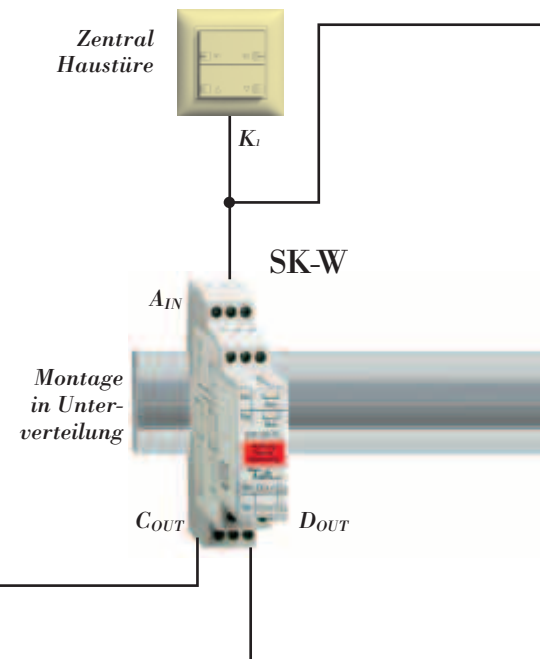 Zentral
Haustüre
K1
SK-W
AIN
Montage
in Unter-
verteilung
COUT
DOUT